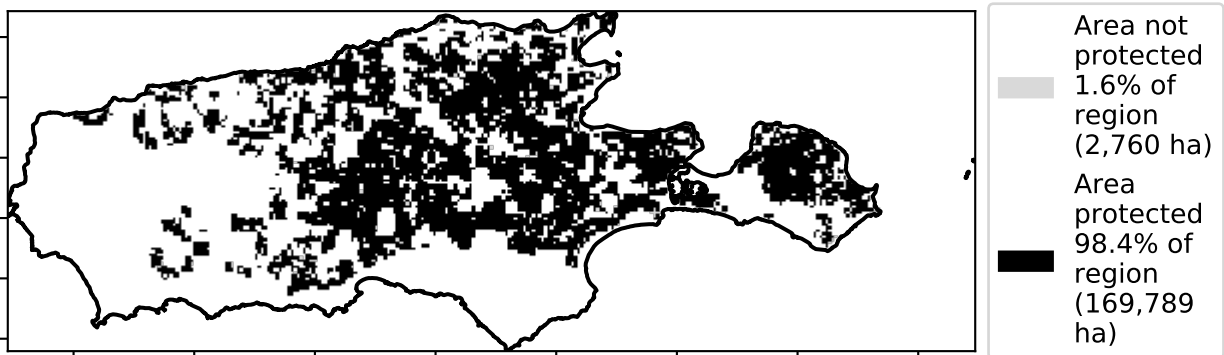 Area not
protected
1.6% of
region
(2,760 ha)
Area
protected
98.4% of
region
(169,789
ha)